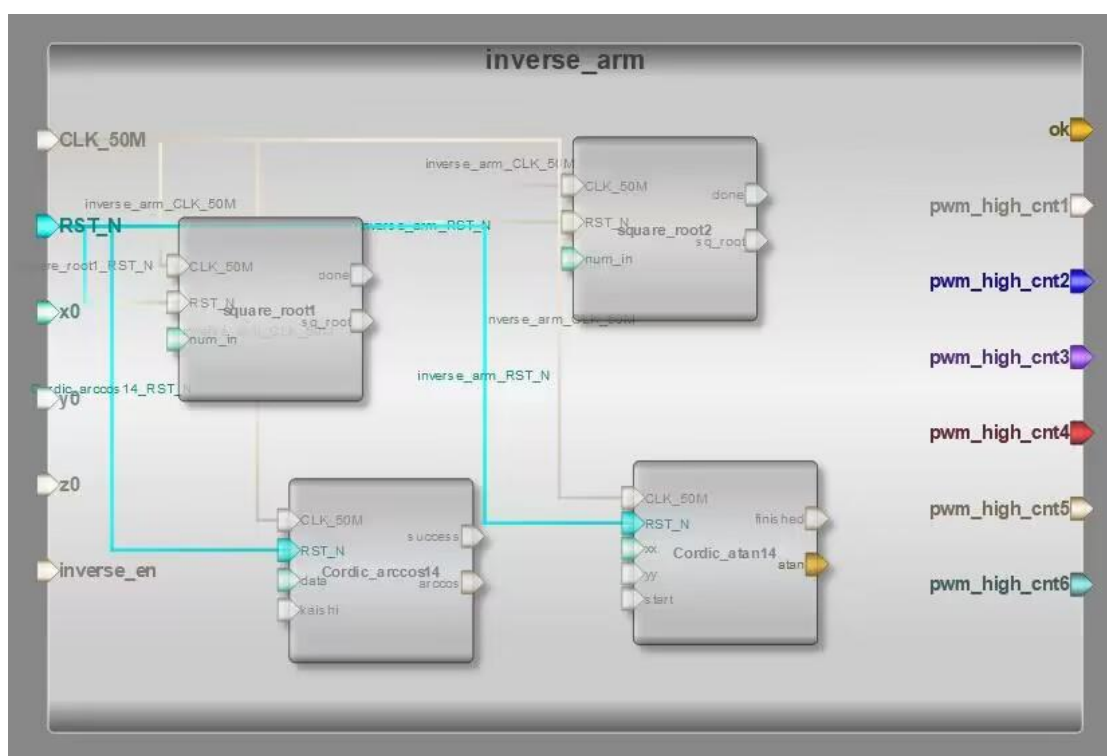 inverse_arm
CLK_50M
RST_N
x0
y0
z0
inverse_en
ok
pwm_high_cnt1
pwm_high_cnt2
pwm_high_cnt3
pwm_high_cnt4
pwm_high_cnt5
pwm_high_cnt6
inverse_arm_CLK_50M
CLK_50M
RST_N
num_in
square_root1
done
sq_root
inverse_arm_CLK_50M
inverse_arm_RST_N
CLK_50M
RST_N
num_in
square_root2
done
sq_root
inverse_arm_RST_N
CLK_50M
RST_N
data
kaishi
Cordic_arccos14
success
arccos
CLK_50M
RST_N
xx
yy
start
Cordic_atan14
finished
atan